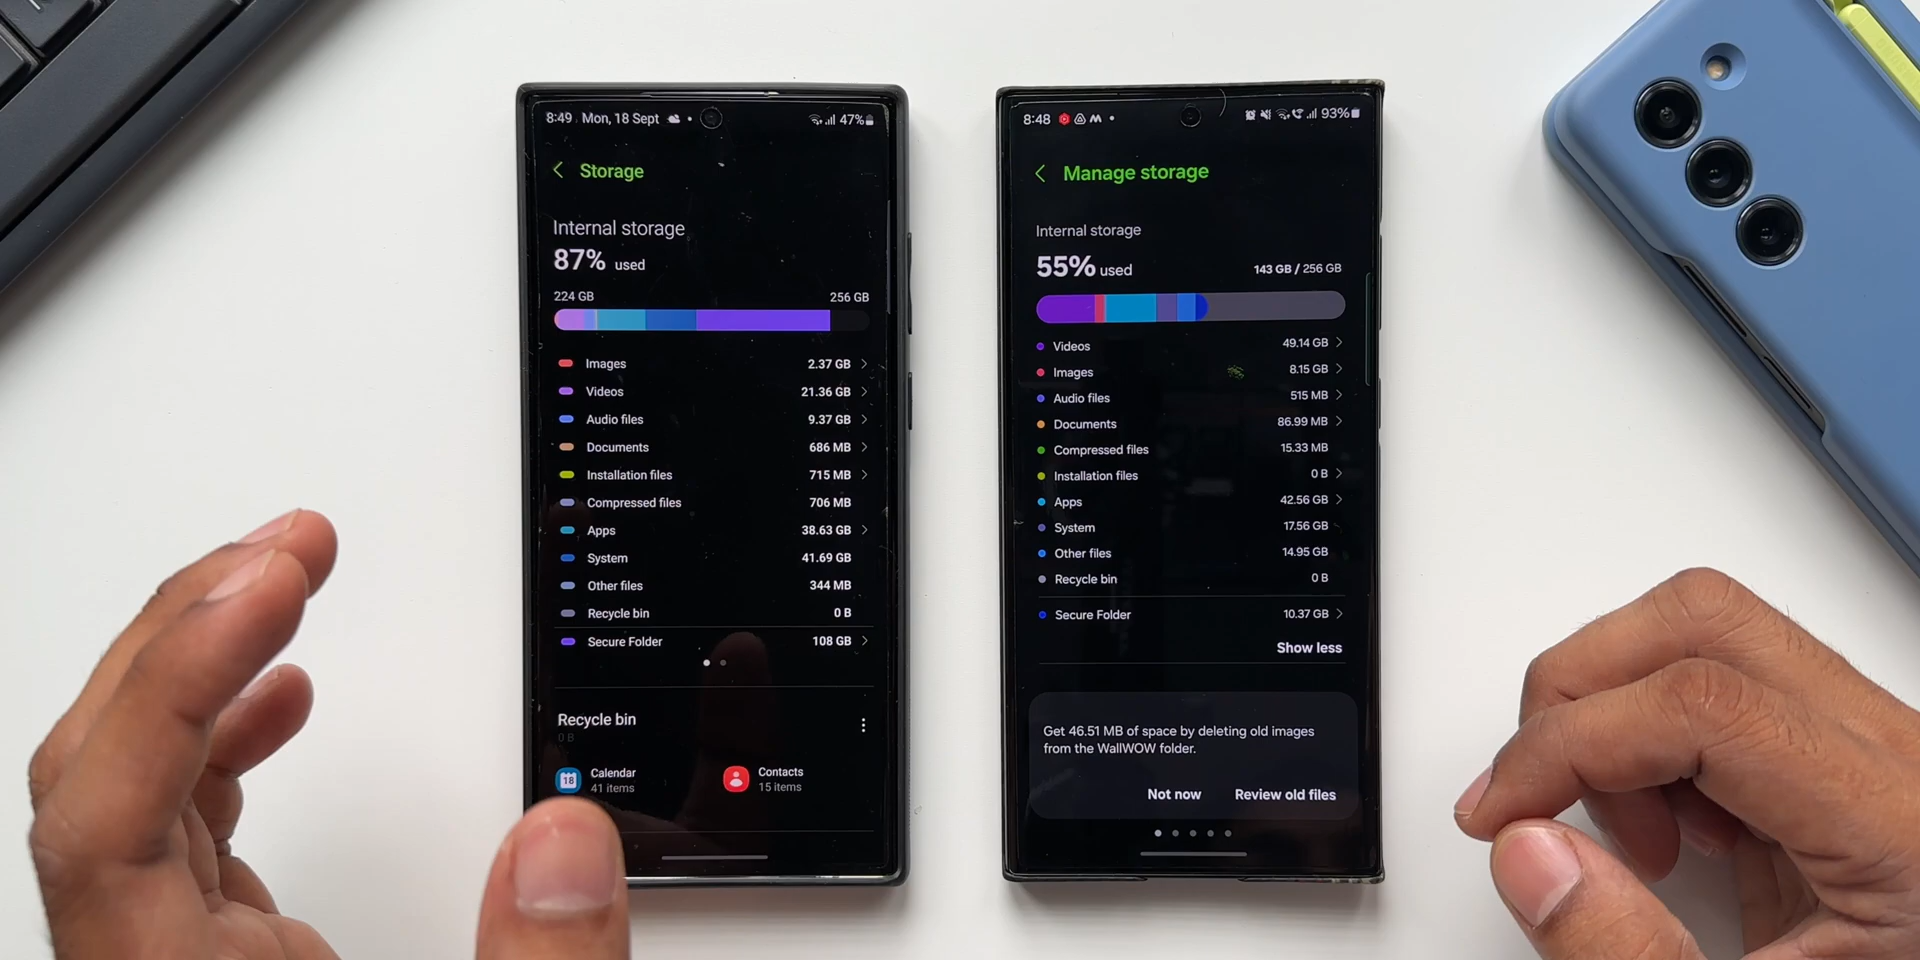 8:49 Mon, 18 Sept 47%
Storage
Internal storage
87% used
224 GB 256 GB
Images 2.37 GB
Videos 21.36 GB
Audio files 9.37 GB
Documents 686 MB
Installation files 715 MB
Compressed files 706 MB
Apps 38.63 GB
System 41.69 GB
Other files 344 MB
Recycle bin 0 B
Secure Folder 108 GB
Recycle bin
0 B
18
Calendar
41 items
Contacts
15 items
8:48 93%
Manage storage
Internal storage
55% used 143 GB / 256 GB
Videos 49.14 GB
Images 8.15 GB
Audio files 515 MB
Documents 86.99 MB
Compressed files 15.33 MB
Installation files 0 B
Apps 42.56 GB
System 17.56 GB
Other files 14.95 GB
Recycle bin 0 B
Secure Folder 10.37 GB
Show less
Get 46.51 MB of space by deleting old images
from the WallWOW folder.
Not now Review old files